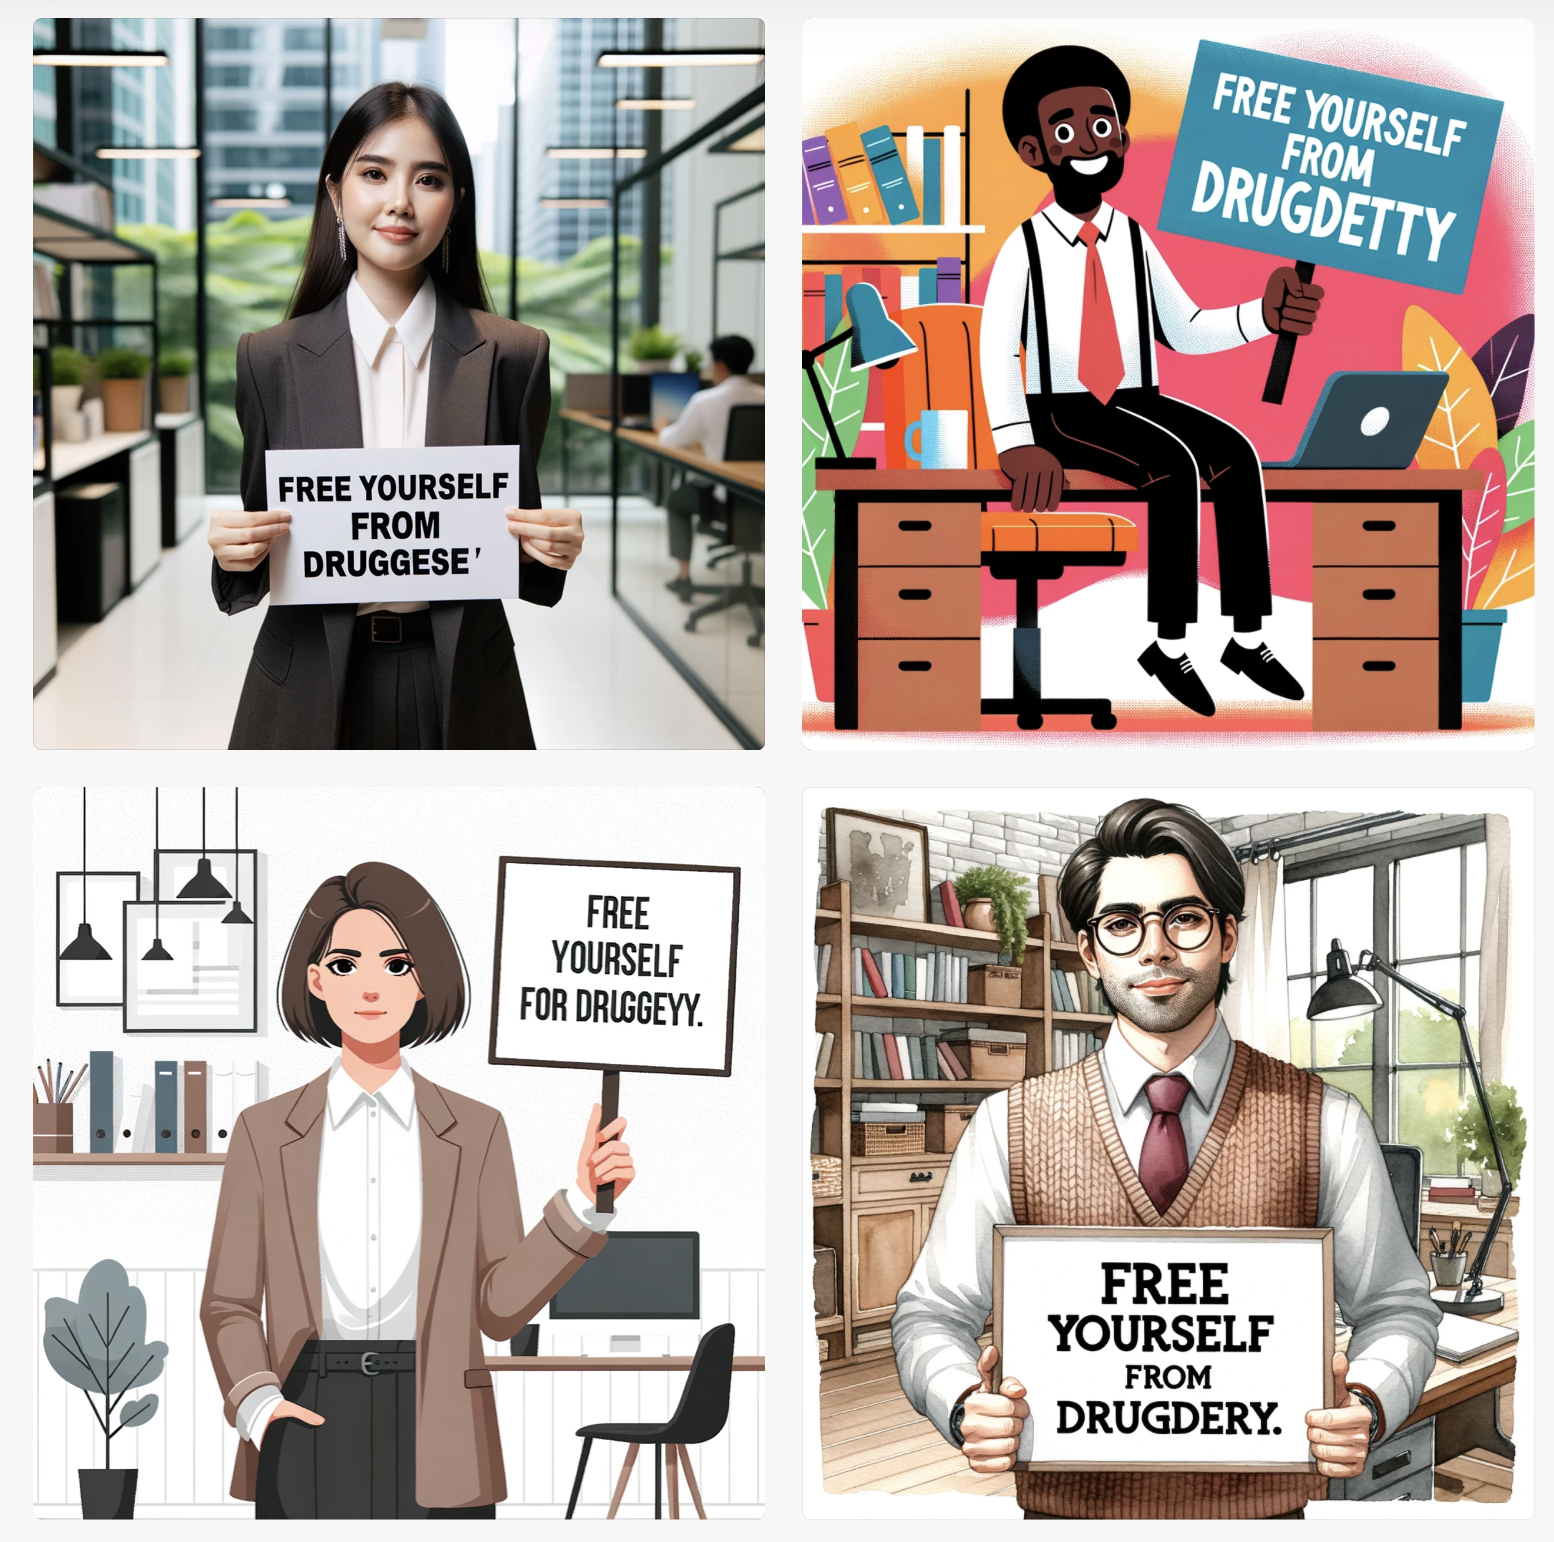 FREE YOURSELF
FROM
DRUGGESE'
FREE YOURSELF
FROM
DRUGDETTY
FREE
YOURSELF
FOR DRUGGEYY.
FREE
YOURSELF
FROM
DRUGDERY.